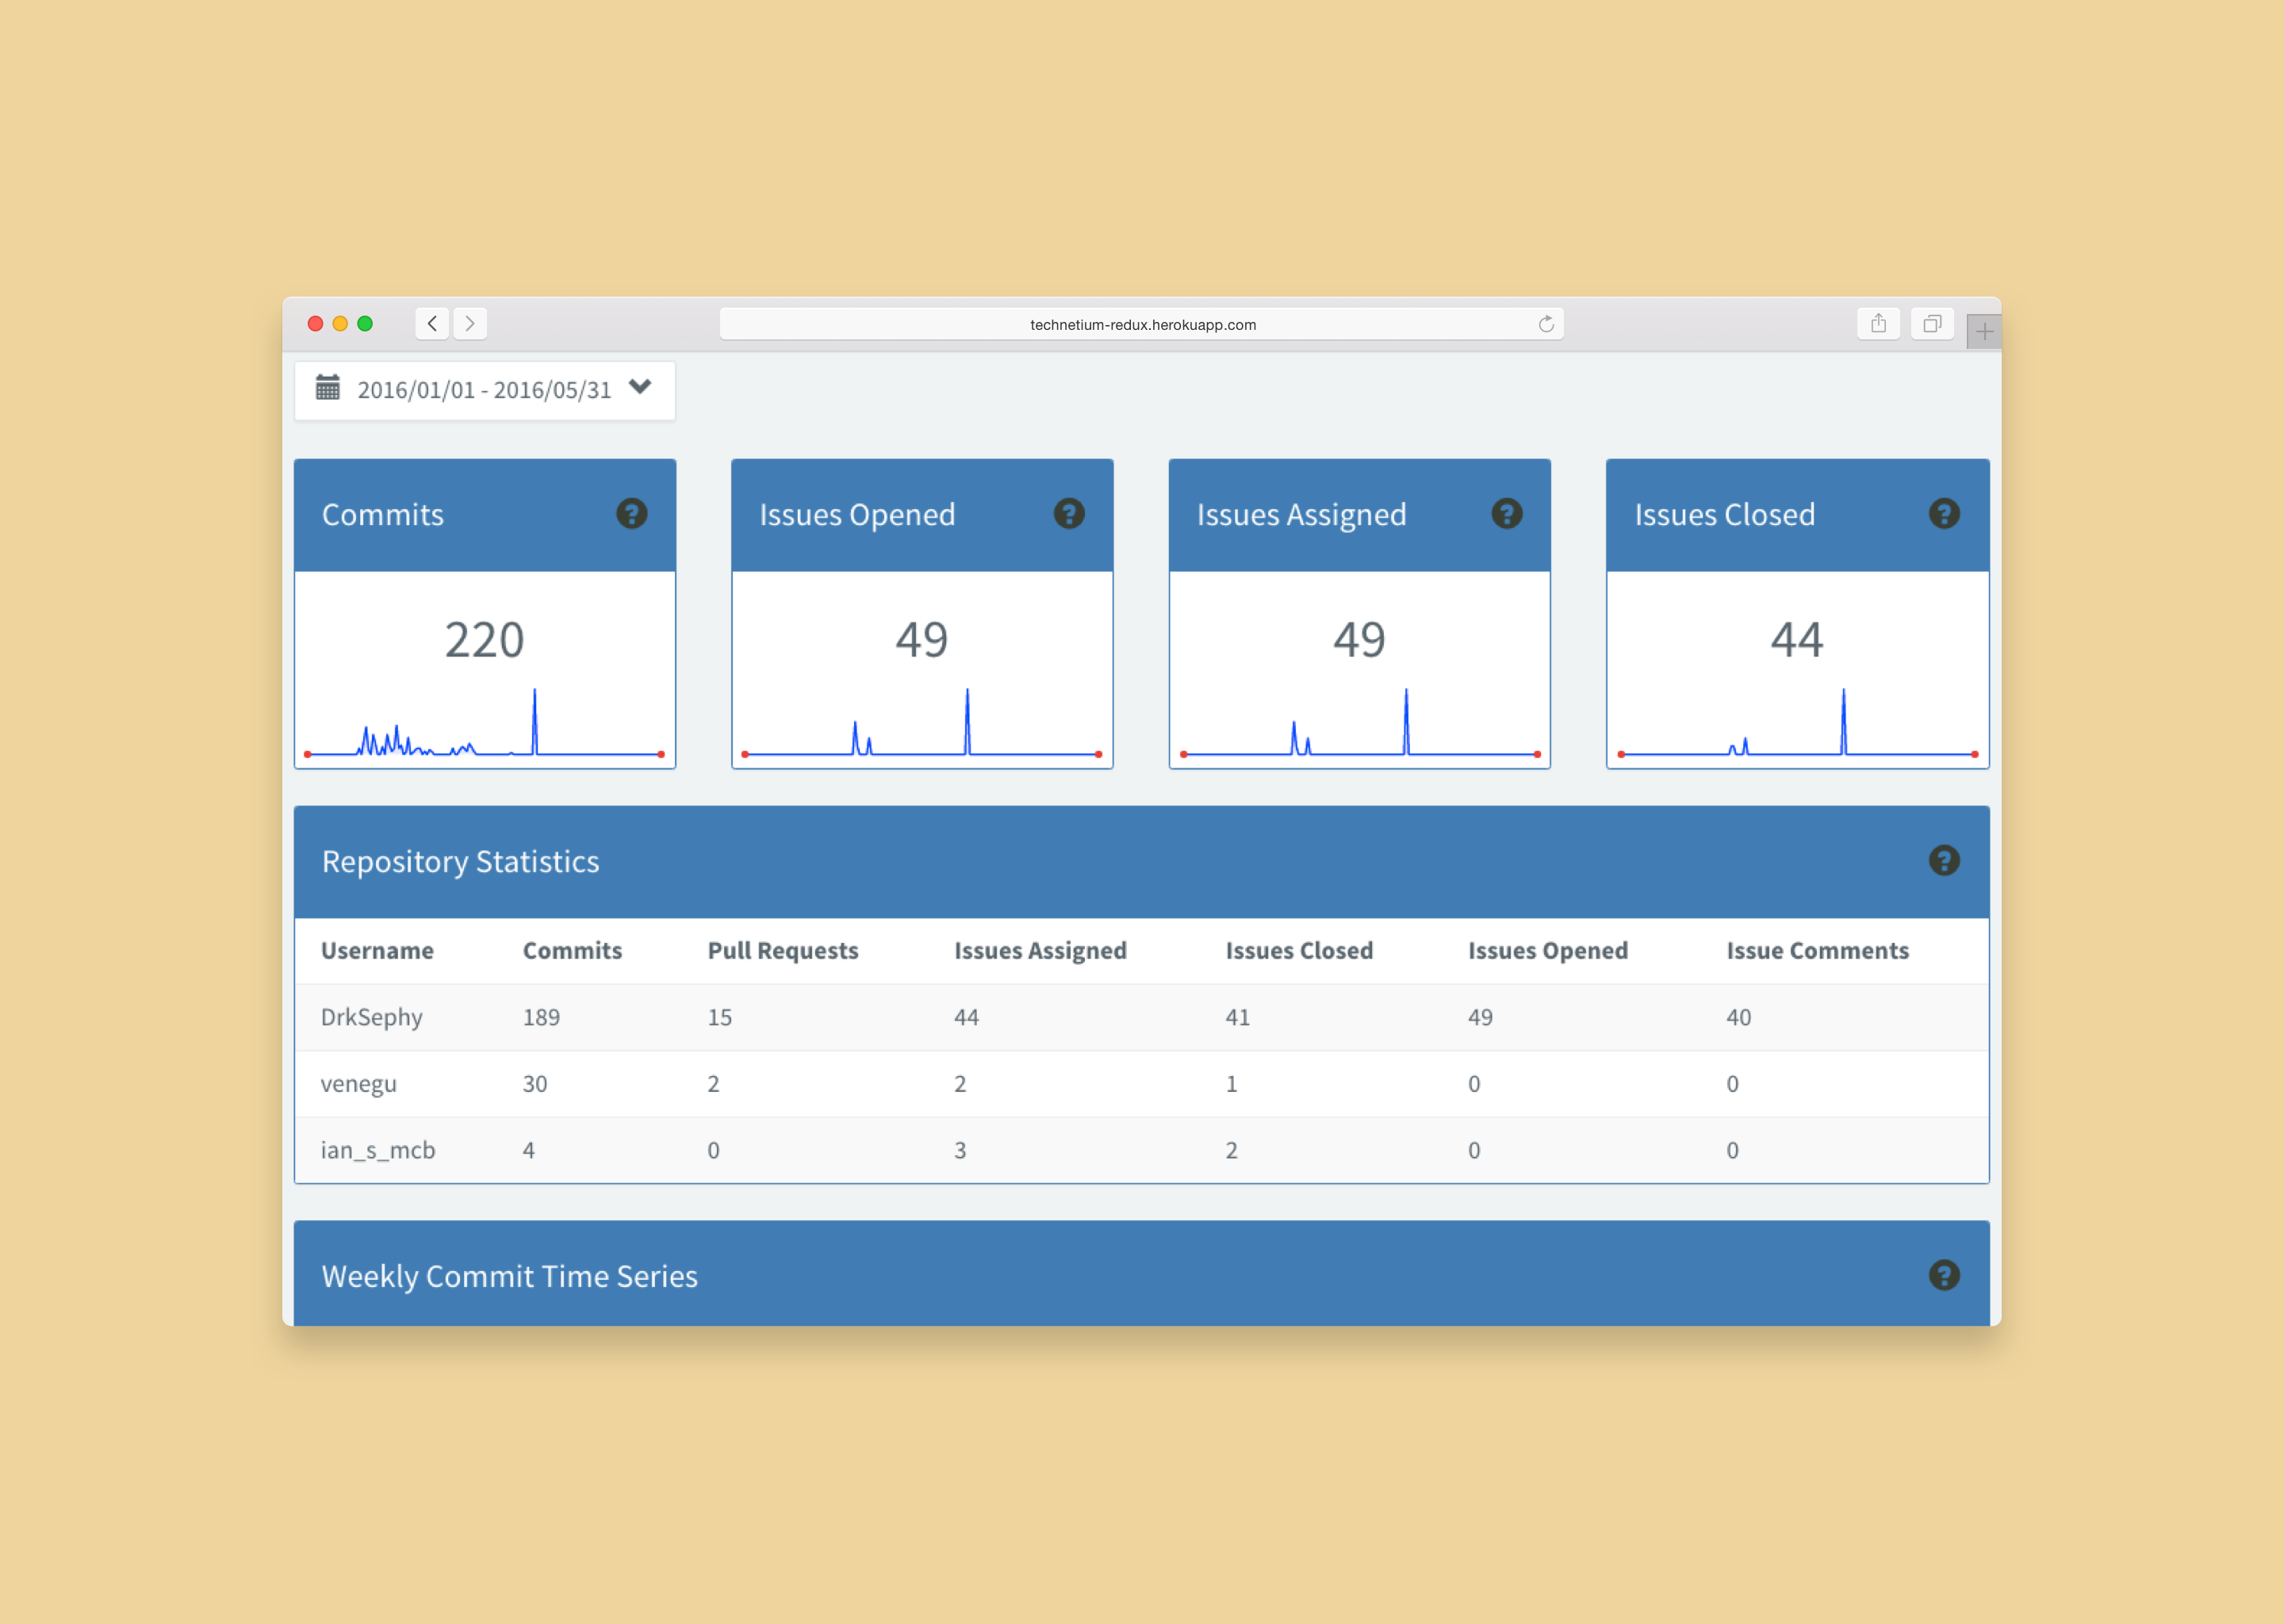 technetium-redux.herokuapp.com
2016/01/01 - 2016/05/31
Commits ?
Issues Opened ?
Issues Assigned ?
Issues Closed ?
220
49
49
44
Repository Statistics ?
Username Commits Pull Requests Issues Assigned Issues Closed Issues Opened Issue Comments
DrkSephy 189 15 44 41 49 40
venegu 30 2 2 1 0 0
ian_s_mcb 4 0 3 2 0 0
Weekly Commit Time Series ?